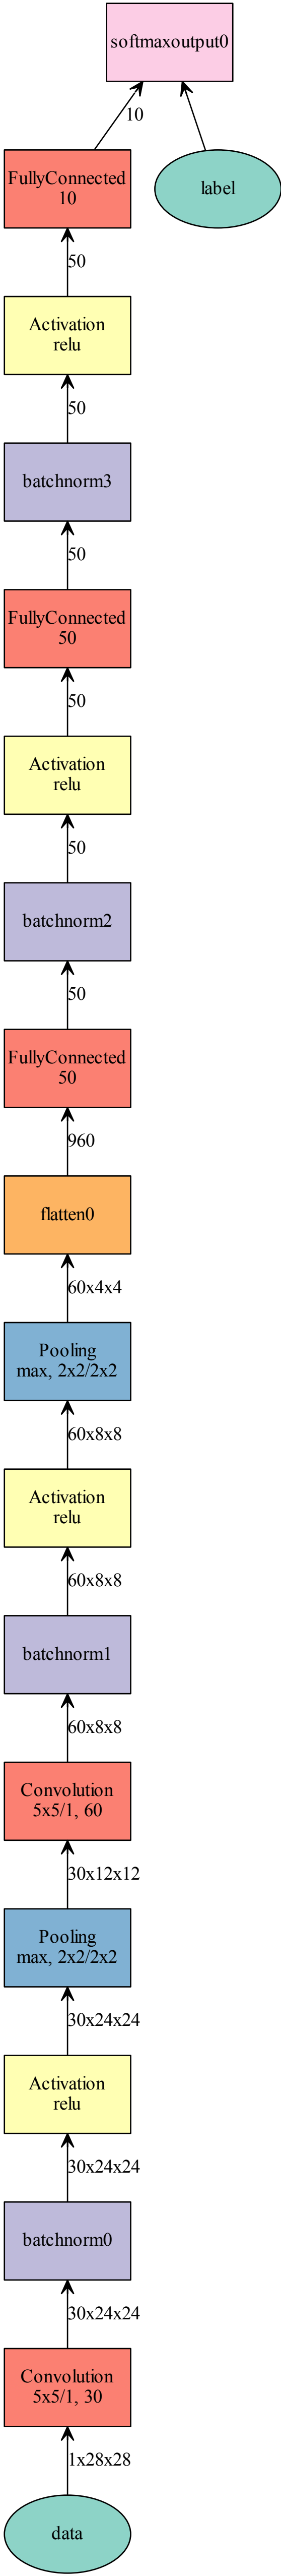 softmaxoutput0
10
FullyConnected
10
label
50
Activation
relu
50
batchnorm3
50
FullyConnected
50
50
Activation
relu
50
batchnorm2
50
FullyConnected
50
960
flatten0
60x4x4
Pooling
max, 2x2/2x2
60x8x8
Activation
relu
60x8x8
batchnorm1
60x8x8
Convolution
5x5/1, 60
30x12x12
Pooling
max, 2x2/2x2
30x24x24
Activation
relu
30x24x24
batchnorm0
30x24x24
Convolution
5x5/1, 30
1x28x28
data